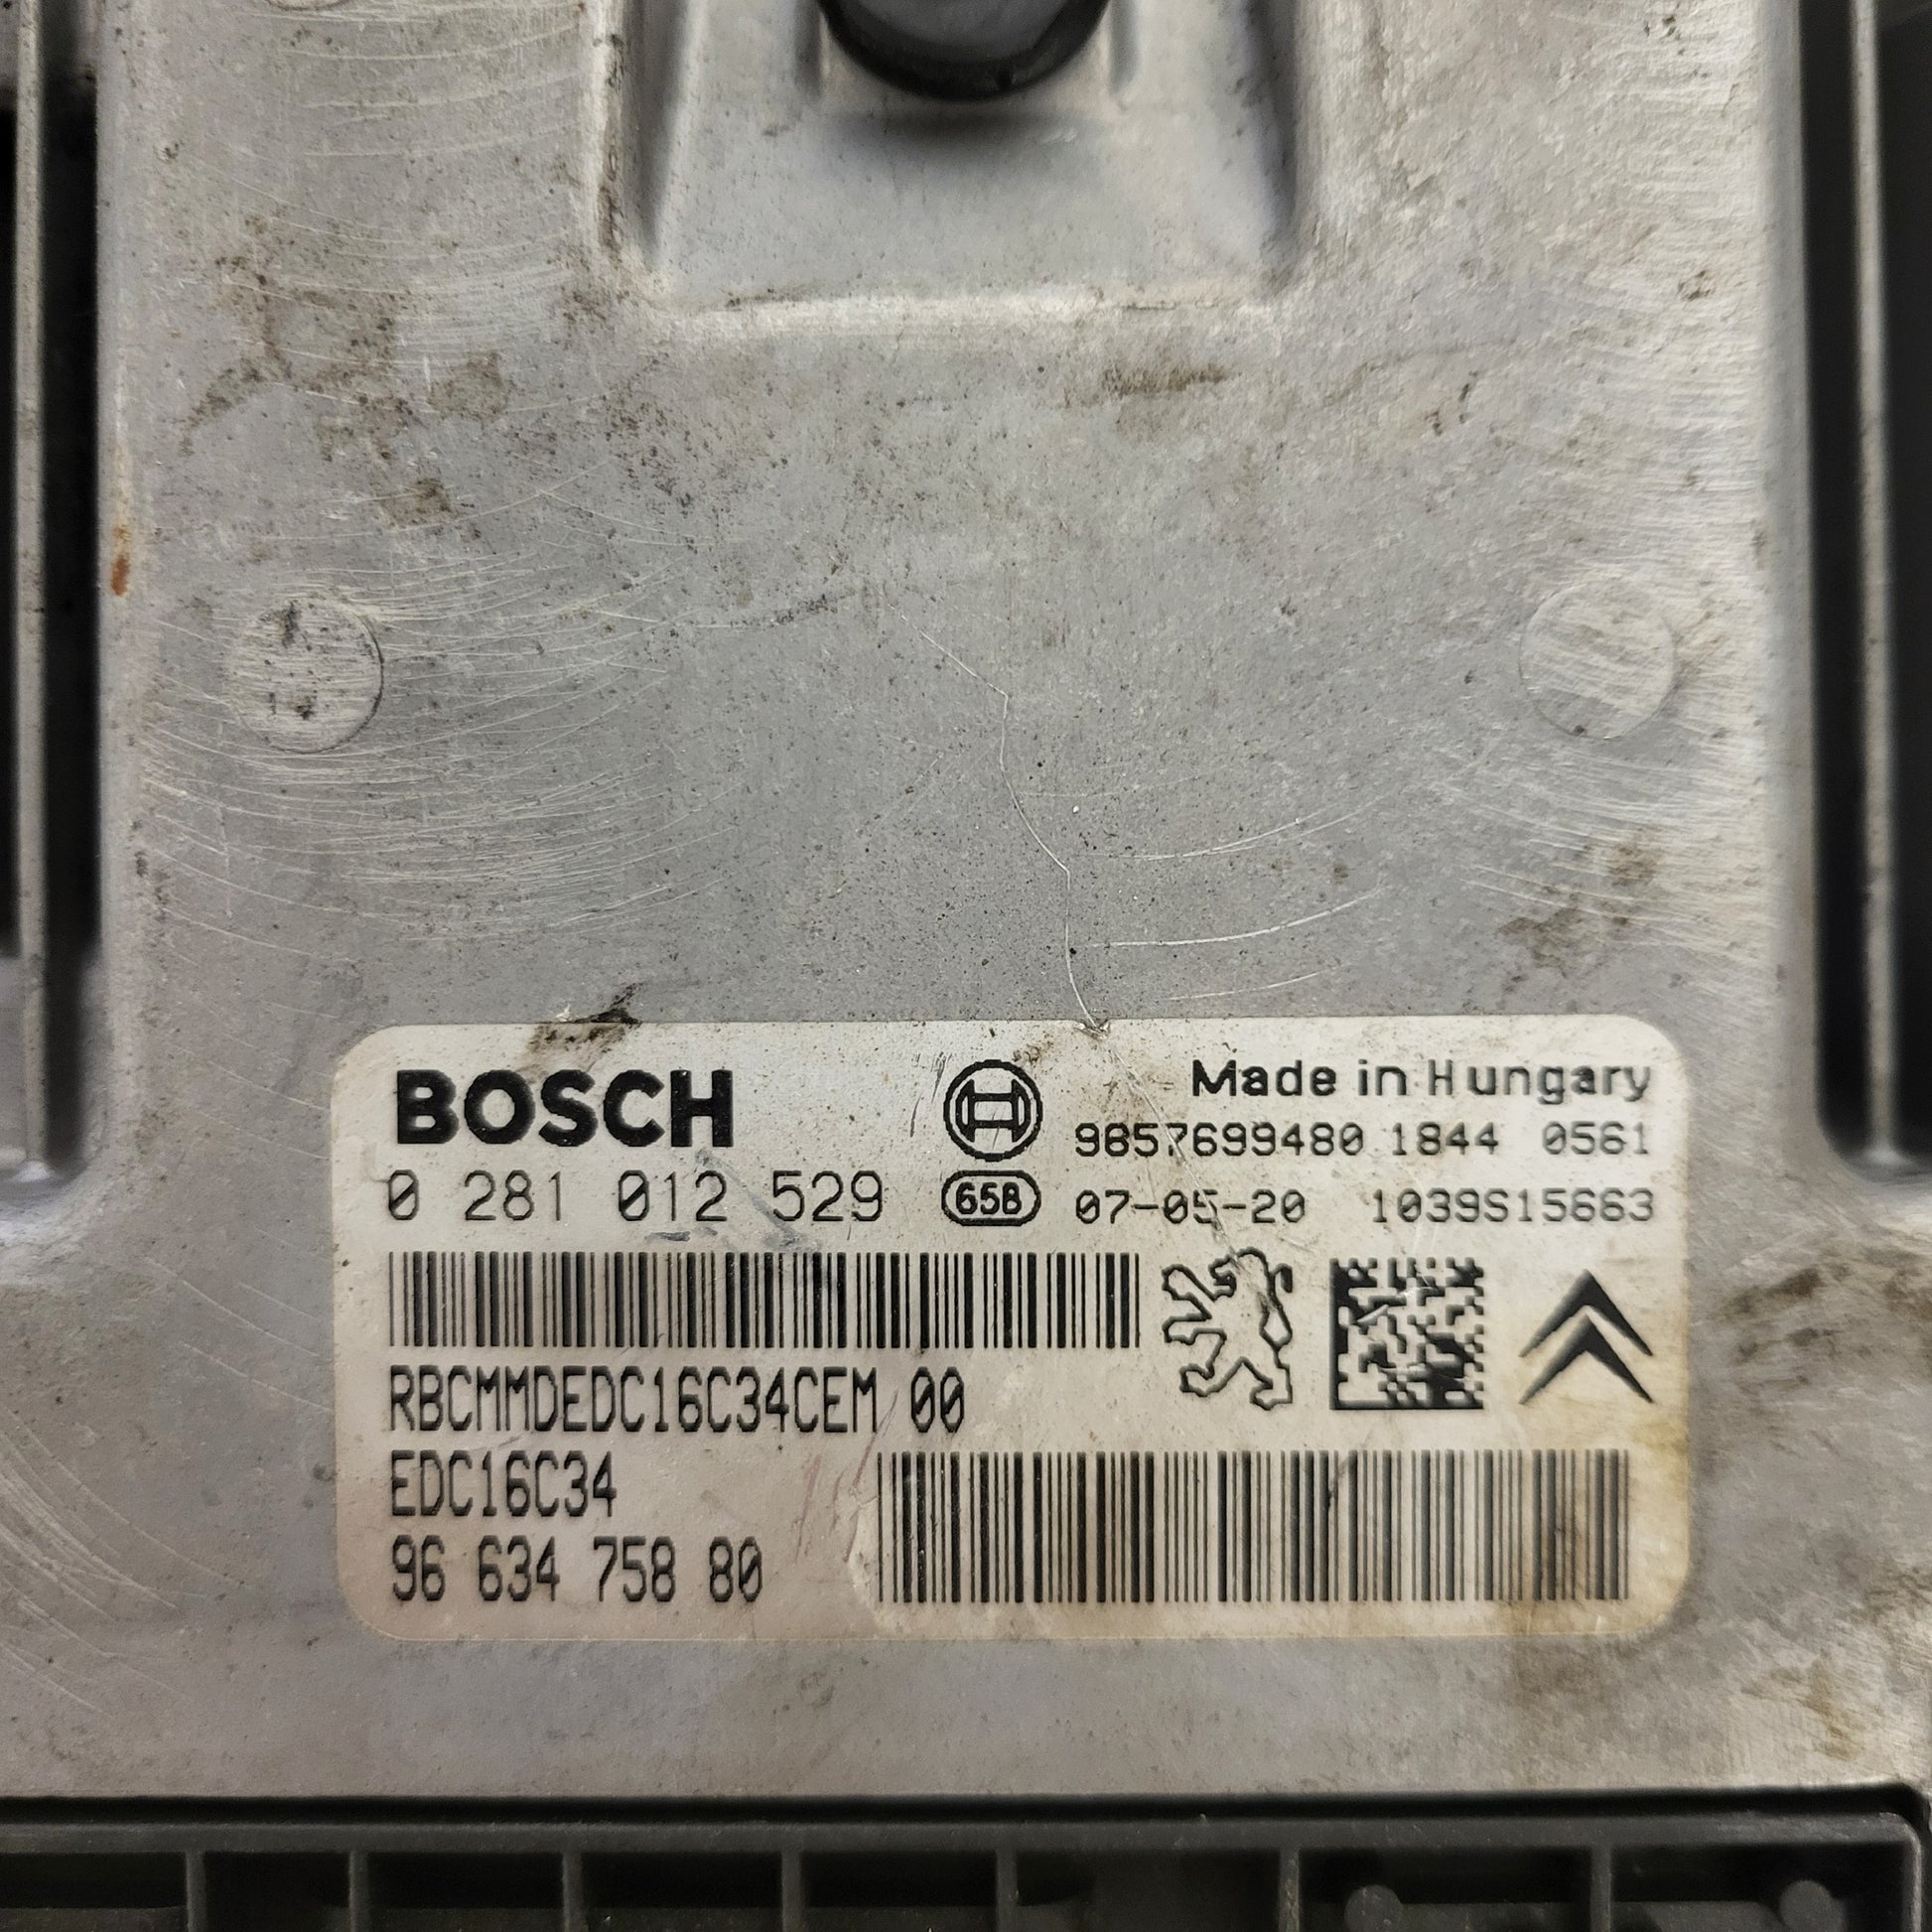 BOSCH
Made in Hungary
9857699480 1844 0561
0 281 012 529
65B
07-05-20 1039S15663
RBCMMDEDC16C34CEM 00
EDC16C34
96 634 758 80